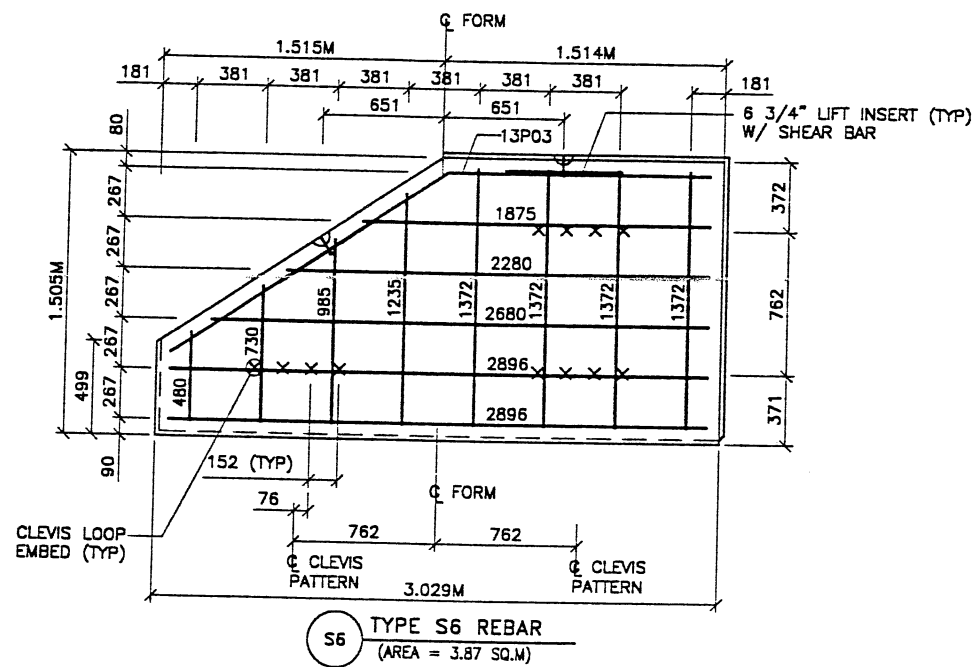 ℄ FORM
1.515M
1.514M
181
381
381
381
381
381
381
181
651
651
6 3/4" LIFT INSERT (TYP)
W/ SHEAR BAR
13P03
80
267
267
267
267
267
90
1.505M
499
372
762
371
1875
2280
2680
2896
2896
480
730
985
1235
1372
1372
1372
1372
152 (TYP)
76
℄ FORM
CLEVIS LOOP
EMBED (TYP)
762
762
℄ CLEVIS
PATTERN
℄ CLEVIS
PATTERN
3.029M
S6
TYPE S6 REBAR
(AREA = 3.87 SQ.M)